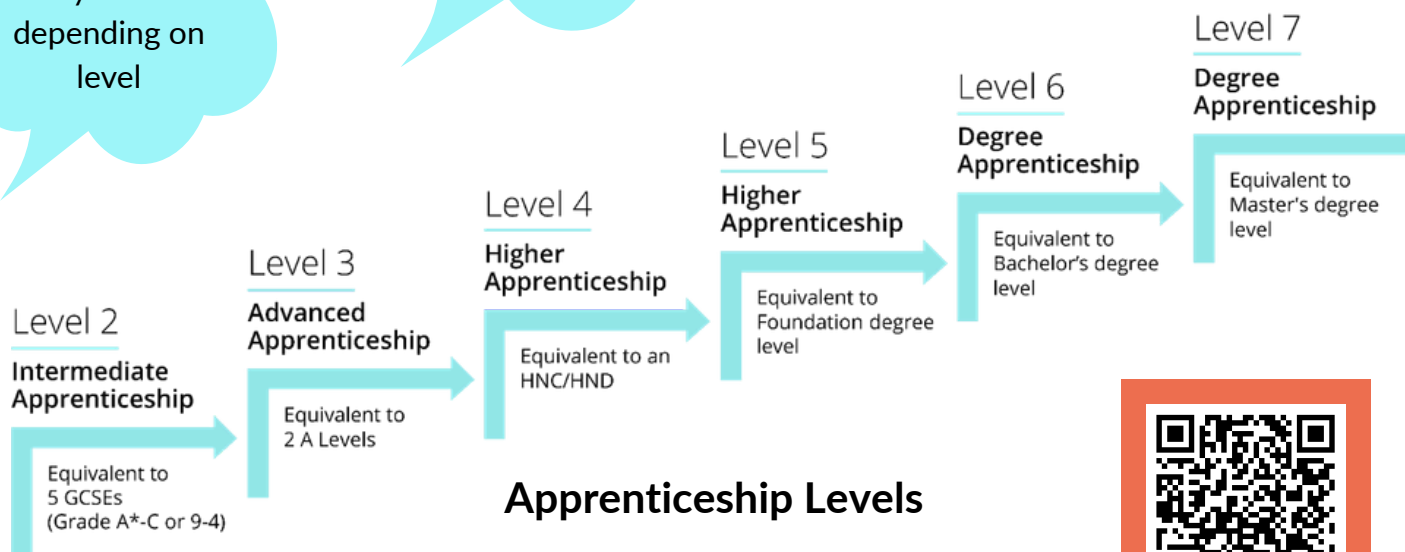 depending on
level
Level 2
Intermediate
Apprenticeship
Equivalent to
5 GCSEs
(Grade A*-C or 9-4)
Level 3
Advanced
Apprenticeship
Equivalent to
2 A Levels
Level 4
Higher
Apprenticeship
Equivalent to an
HNC/HND
Level 5
Higher
Apprenticeship
Equivalent to
Foundation degree
level
Level 6
Degree
Apprenticeship
Equivalent to
Bachelor’s degree
level
Level 7
Degree
Apprenticeship
Equivalent to
Master's degree
level
Apprenticeship Levels